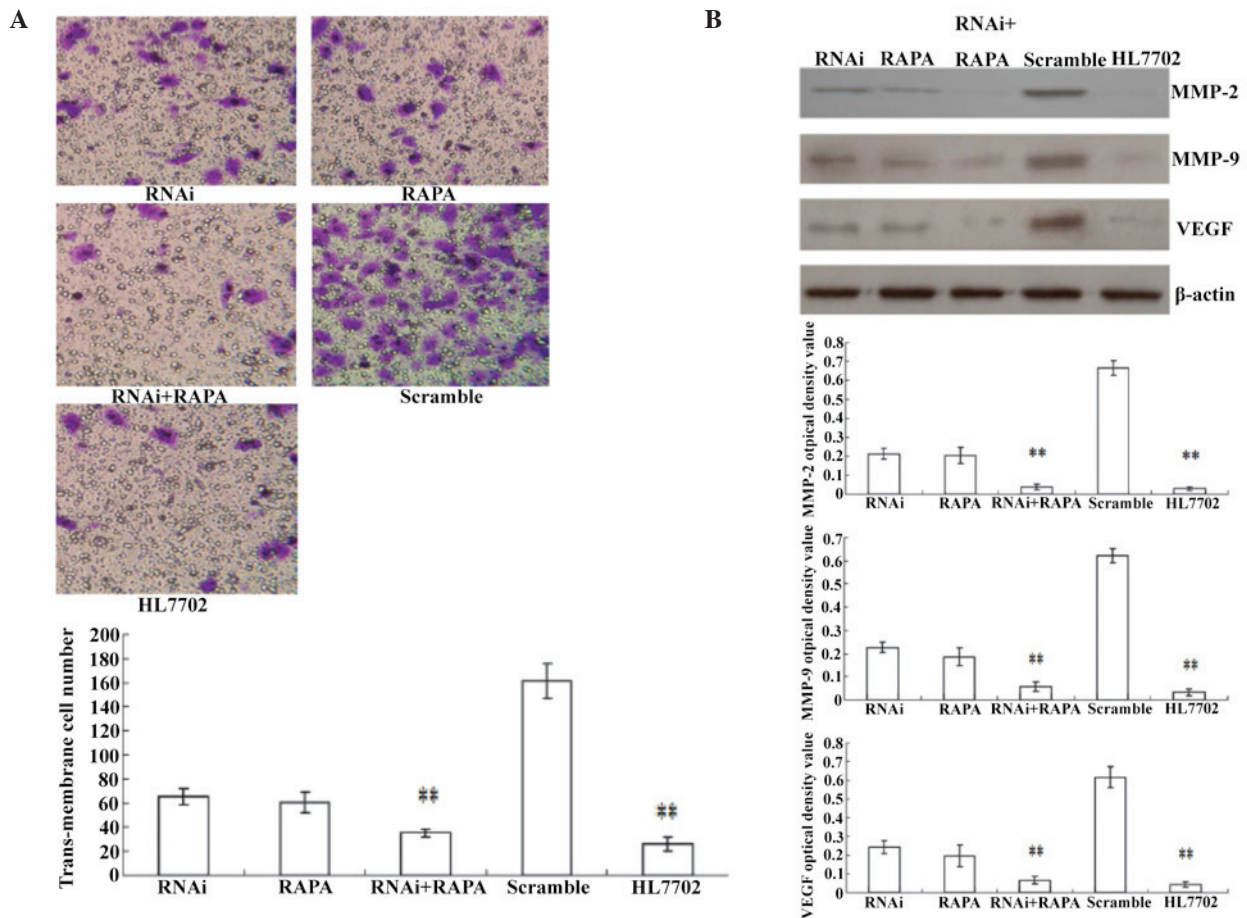 A
RNAi
RAPA
RNAi+RAPA
Scramble
HL7702
Trans-membrane cell number
200
180
160
140
120
100
80
60
40
20
0
‡‡
‡‡
RNAi
RAPA
RNAi+RAPA
Scramble
HL7702
B
RNAi+
RNAi RAPA RAPA Scramble HL7702
MMP-2
MMP-9
VEGF
β-actin
MMP-2 otpical density value
0.8
0.7
0.6
0.5
0.4
0.3
0.2
0.1
0
‡‡
‡‡
RNAi
RAPA
RNAi+RAPA
Scramble
HL7702
MMP-9 otpical density value
0.7
0.6
0.5
0.4
0.3
0.2
0.1
0
‡‡
‡‡
RNAi
RAPA
RNAi+RAPA
Scramble
HL7702
VEGF optical density value
0.8
0.7
0.6
0.5
0.4
0.3
0.2
0.1
0
‡‡
‡‡
RNAi
RAPA
RNAi+RAPA
Scramble
HL7702